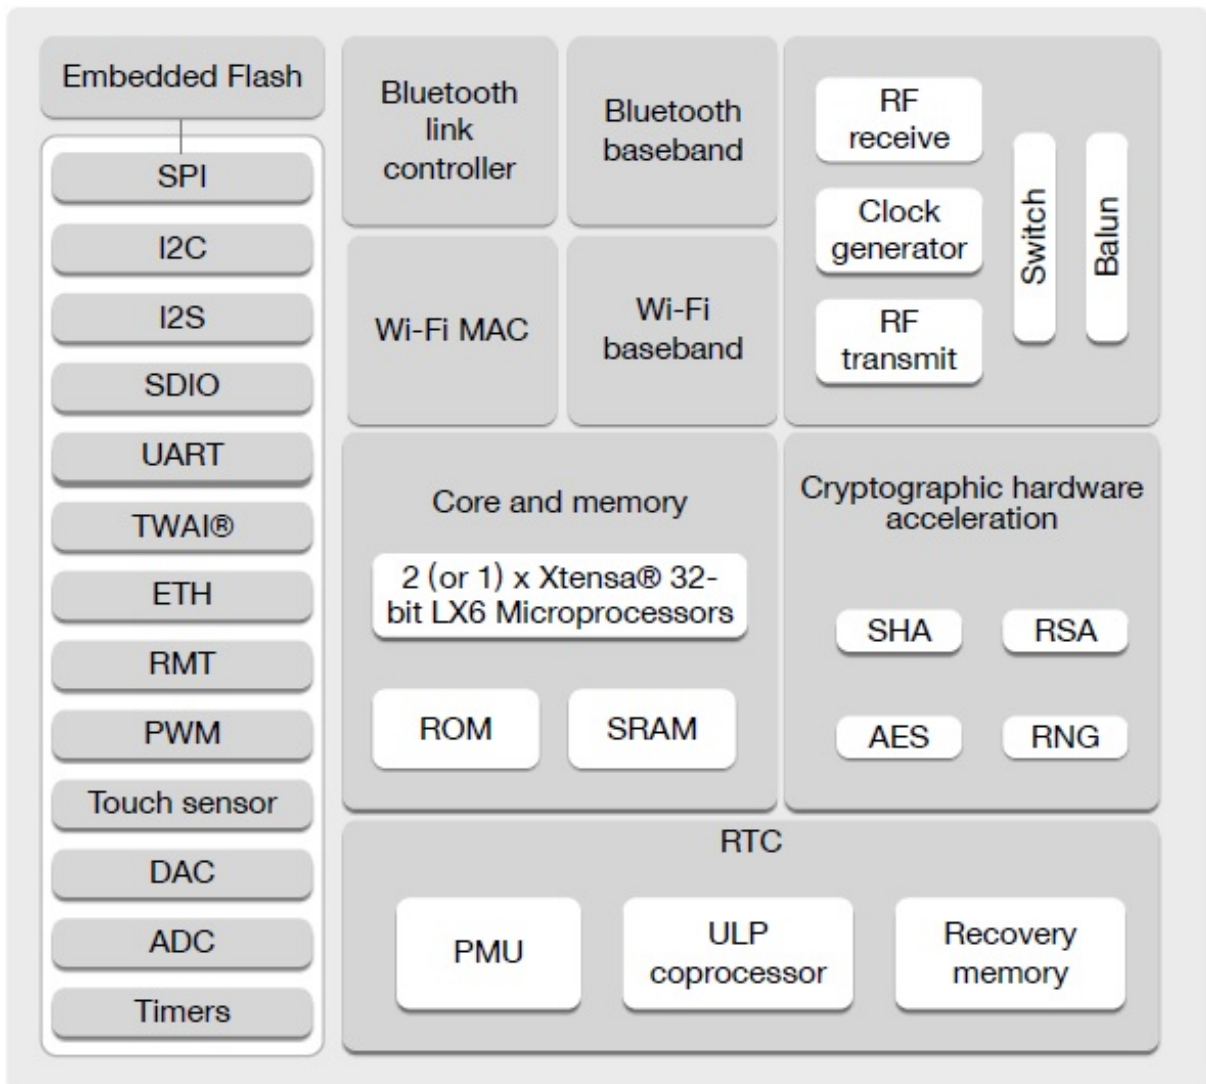 Embedded Flash
SPI
I2C
I2S
SDIO
UART
TWAI®
ETH
RMT
PWM
Touch sensor
DAC
ADC
Timers
Bluetooth
link
controller
Bluetooth
baseband
Wi-Fi MAC
Wi-Fi
baseband
RF
receive
Clock
generator
RF
transmit
Switch
Balun
Core and memory
2 (or 1) x Xtensa® 32-
bit LX6 Microprocessors
ROM
SRAM
Cryptographic hardware
acceleration
SHA
RSA
AES
RNG
RTC
PMU
ULP
coprocessor
Recovery
memory